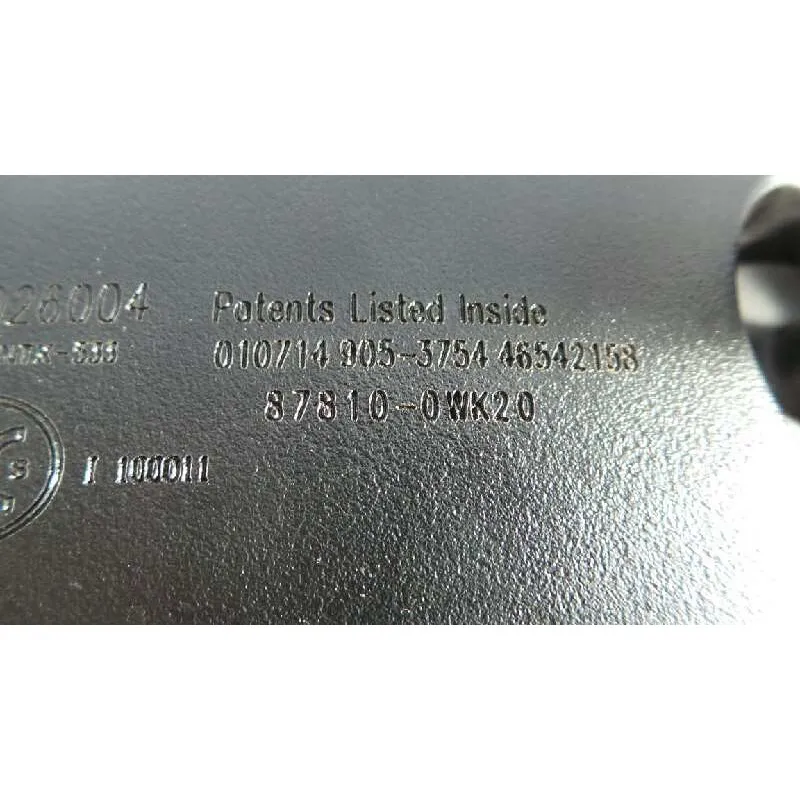 026004
Patents Listed Inside
010714 905-3754 46542158
87810-0WK20
S
I 100011